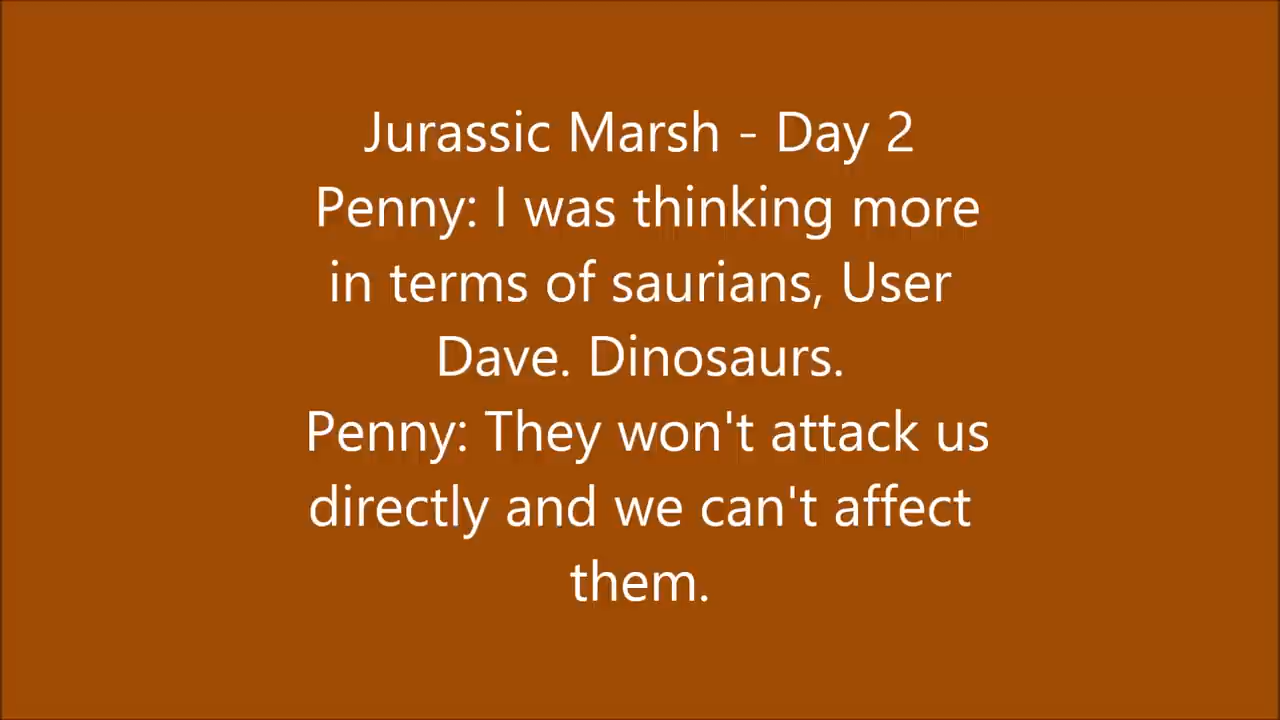 Jurassic Marsh - Day 2
Penny: I was thinking more
in terms of saurians, User
Dave. Dinosaurs.
Penny: They won't attack us
directly and we can't affect
them.